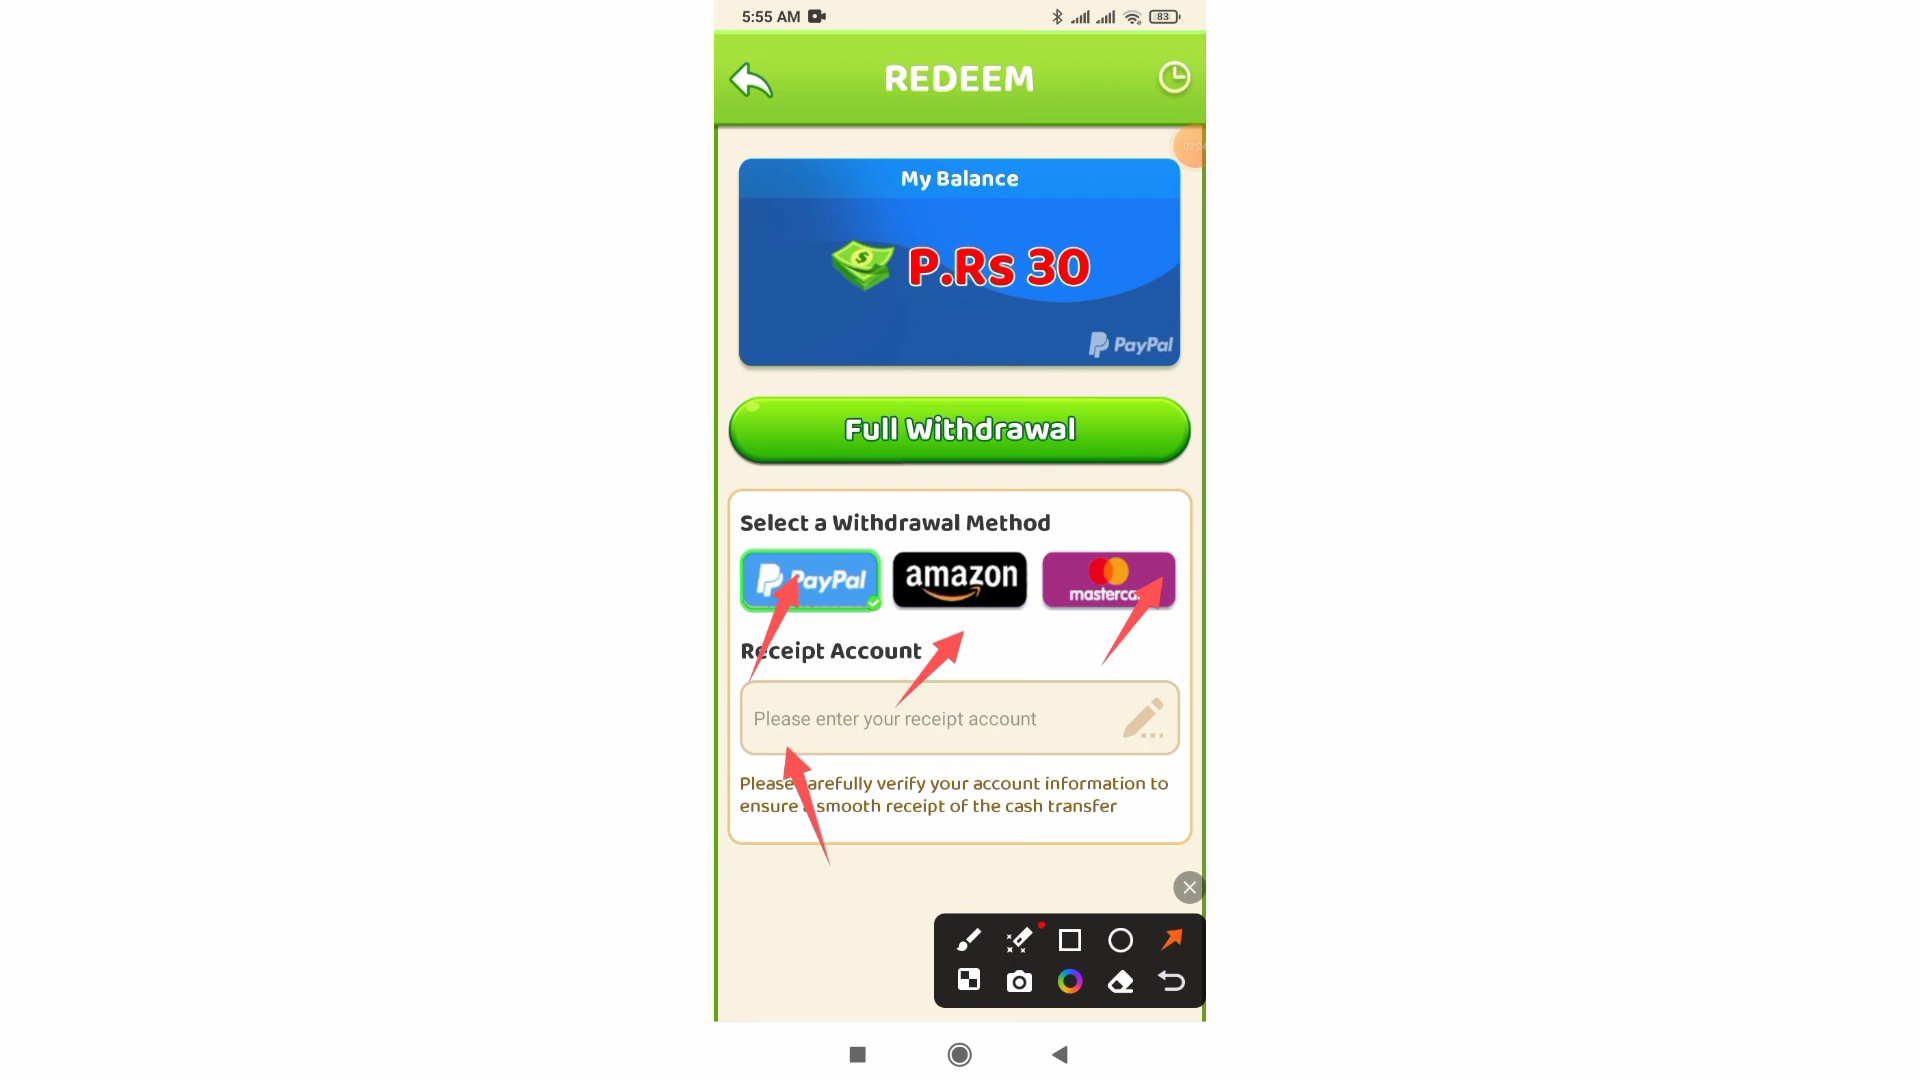 5:55 AM
83
REDEEM
My Balance
P.Rs 30
PayPal
Full Withdrawal
Select a Withdrawal Method
PayPal
amazon
Receipt Account
Please enter your receipt account
Please carefully verify your account information to
ensure a smooth receipt of the cash transfer